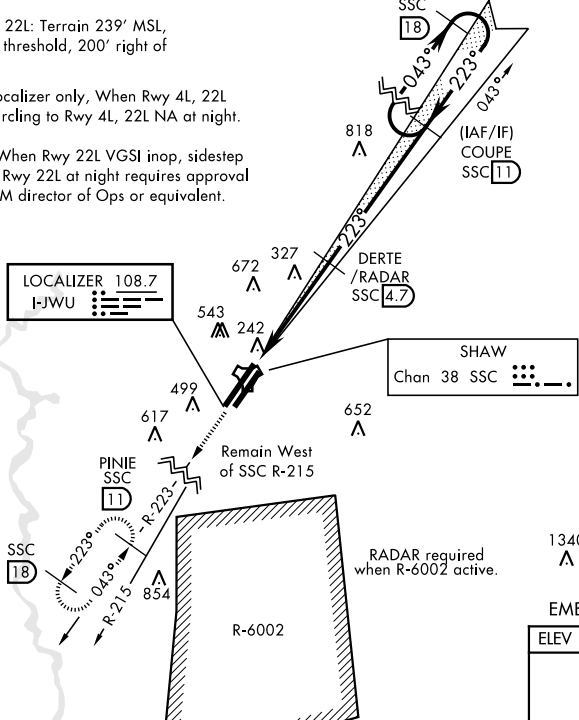 SSC
18
22L: Terrain 239' MSL,
threshold, 200' right of
ocalizer only, When Rwy 4L, 22L
rcling to Rwy 4L, 22L NA at night.
When Rwy 22L VGSI inop, sidestep
Rwy 22L at night requires approval
M director of Ops or equivalent.
043°
223°
043°
818
(IAF/IF)
COUPE
SSC 11
223°
DERTE
/RADAR
SSC 4.7
327
672
LOCALIZER 108.7
I-JWU
543
242
SHAW
Chan 38 SSC
499
617
652
Remain West
of SSC R-215
PINIE
SSC
11
R-223
223°
SSC
18
043°
R-215
854
RADAR required
when R-6002 active.
1340
R-6002
EME
ELEV